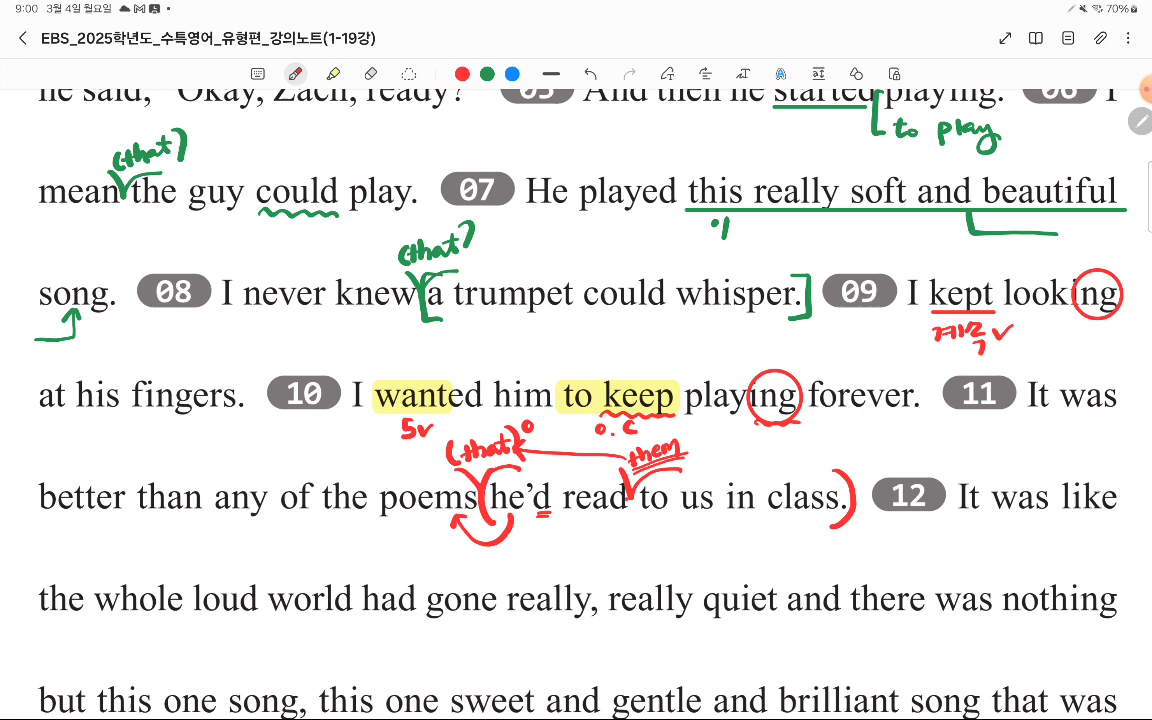 9:00 3월 4일 월요일
70%
EBS_2025학년도_수특영어_유형편_강의노트(1-19강)
he said, "Okay, Zach, ready?" 05 And then he started playing. 06 I
to play
(that)
mean the guy could play. 07 He played this really soft and beautiful
(that)
song. 08 I never knew a trumpet could whisper. 09 I kept looking
계속
at his fingers. 10 I wanted him to keep playing forever. 11 It was
5v o o.c
(that) them
better than any of the poems he'd read to us in class. 12 It was like
the whole loud world had gone really, really quiet and there was nothing
but this one song, this one sweet and gentle and brilliant song that was